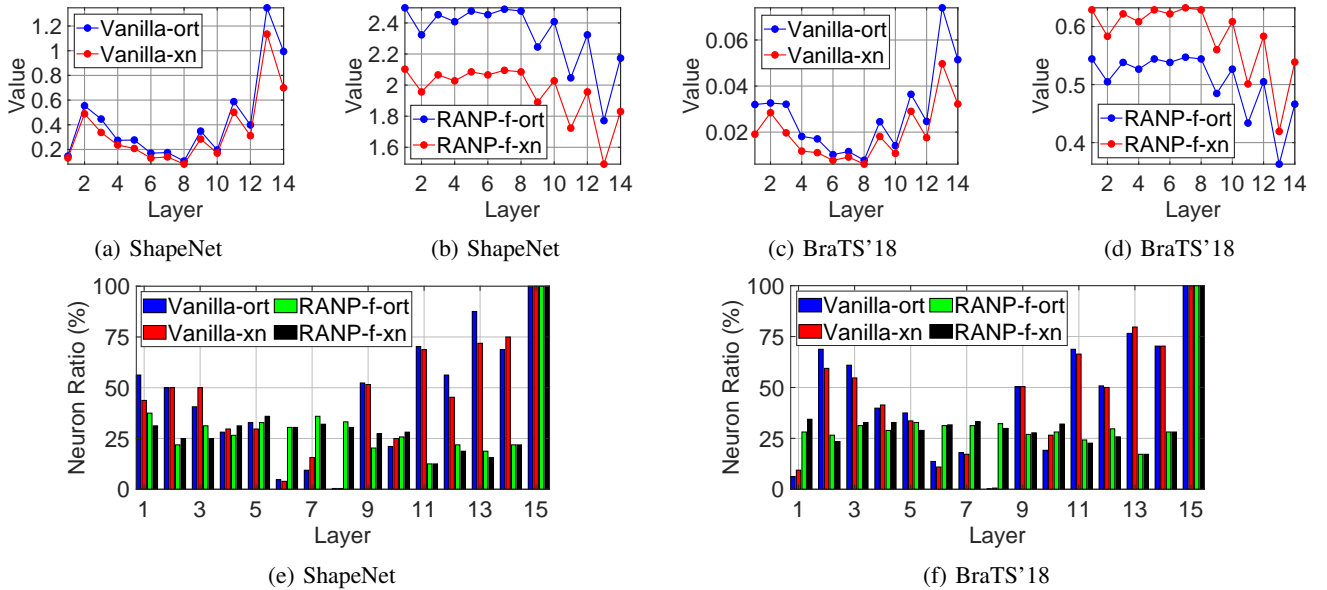 1.2
1
0.8
0.6
0.4
0.2
Value
Vanilla-ort
Vanilla-xn
2 4 6 8 10 12 14
Layer
(a) ShapeNet
2.4
2.2
2
1.8
1.6
Value
RANP-f-ort
RANP-f-xn
2 4 6 8 10 12 14
Layer
(b) ShapeNet
0.06
0.04
0.02
Value
Vanilla-ort
Vanilla-xn
2 4 6 8 10 12 14
Layer
(c) BraTS'18
0.6
0.5
0.4
Value
RANP-f-ort
RANP-f-xn
2 4 6 8 10 12 14
Layer
(d) BraTS'18
100
75
50
25
0
Neuron Ratio (%)
Vanilla-ort RANP-f-ort
Vanilla-xn RANP-f-xn
1 3 5 7 9 11 13 15
Layer
(e) ShapeNet
100
75
50
25
0
Neuron Ratio (%)
Vanilla-ort RANP-f-ort
Vanilla-xn RANP-f-xn
1 3 5 7 9 11 13 15
Layer
(f) BraTS'18